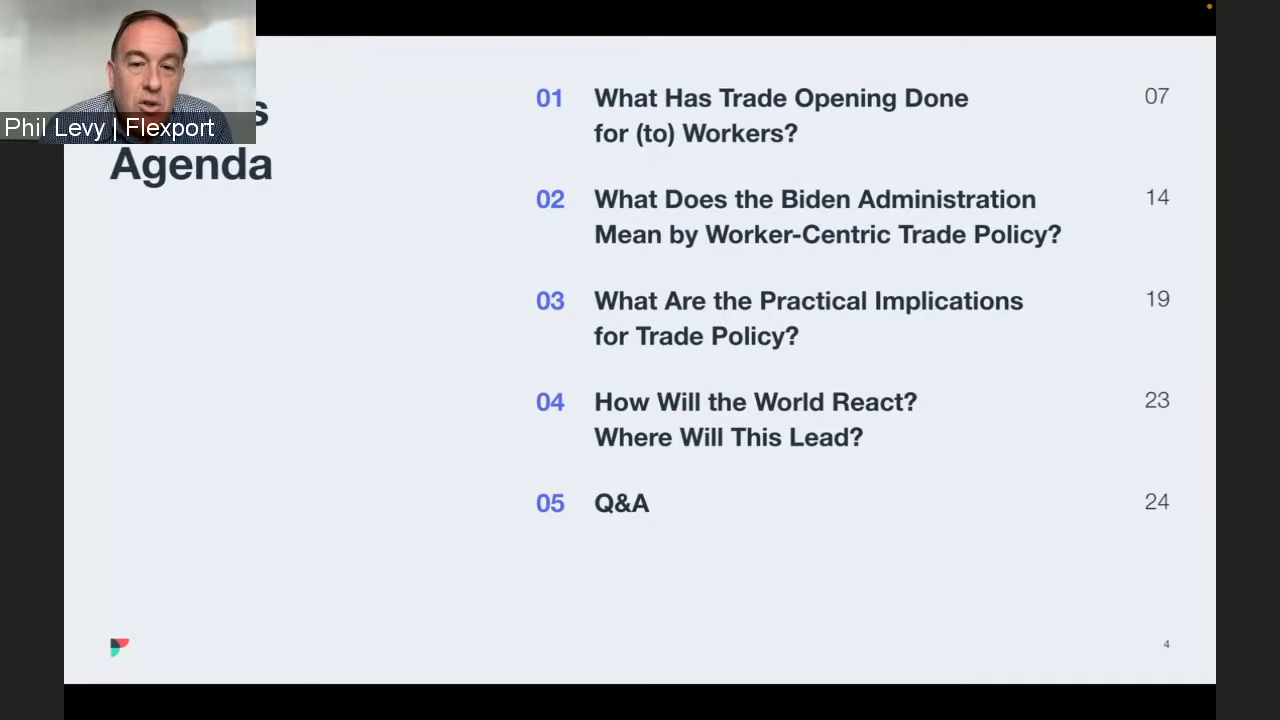 Phil Levy | Flexport
s
Agenda
01 What Has Trade Opening Done 07
for (to) Workers?
02 What Does the Biden Administration 14
Mean by Worker-Centric Trade Policy?
03 What Are the Practical Implications 19
for Trade Policy?
04 How Will the World React? 23
Where Will This Lead?
05 Q&A 24
4